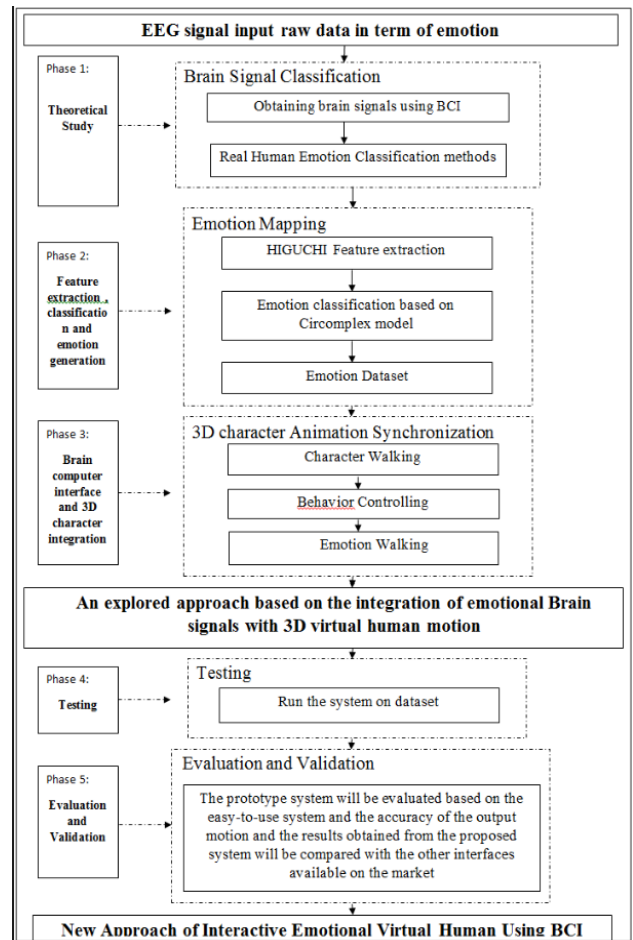 EEG signal input raw data in term of emotion
Phase 1:
Theoretical
Study
Brain Signal Classification
Obtaining brain signals using BCI
Real Human Emotion Classification methods
Phase 2:
Feature
extraction ,
classificatio
n and
emotion
generation
Emotion Mapping
HIGUCHI Feature extraction
Emotion classification based on
Circomplex model
Emotion Dataset
Phase 3:
Brain
computer
interface
and 3D
character
integration
3D character Animation Synchronization
Character Walking
Behavior Controlling
Emotion Walking
An explored approach based on the integration of emotional Brain
signals with 3D virtual human motion
Phase 4:
Testing
Testing
Run the system on dataset
Phase 5:
Evaluation
and
Validation
Evaluation and Validation
The prototype system will be evaluated based on the
easy-to-use system and the accuracy of the output
motion and the results obtained from the proposed
system will be compared with the other interfaces
available on the market
New Approach of Interactive Emotional Virtual Human Using BCI